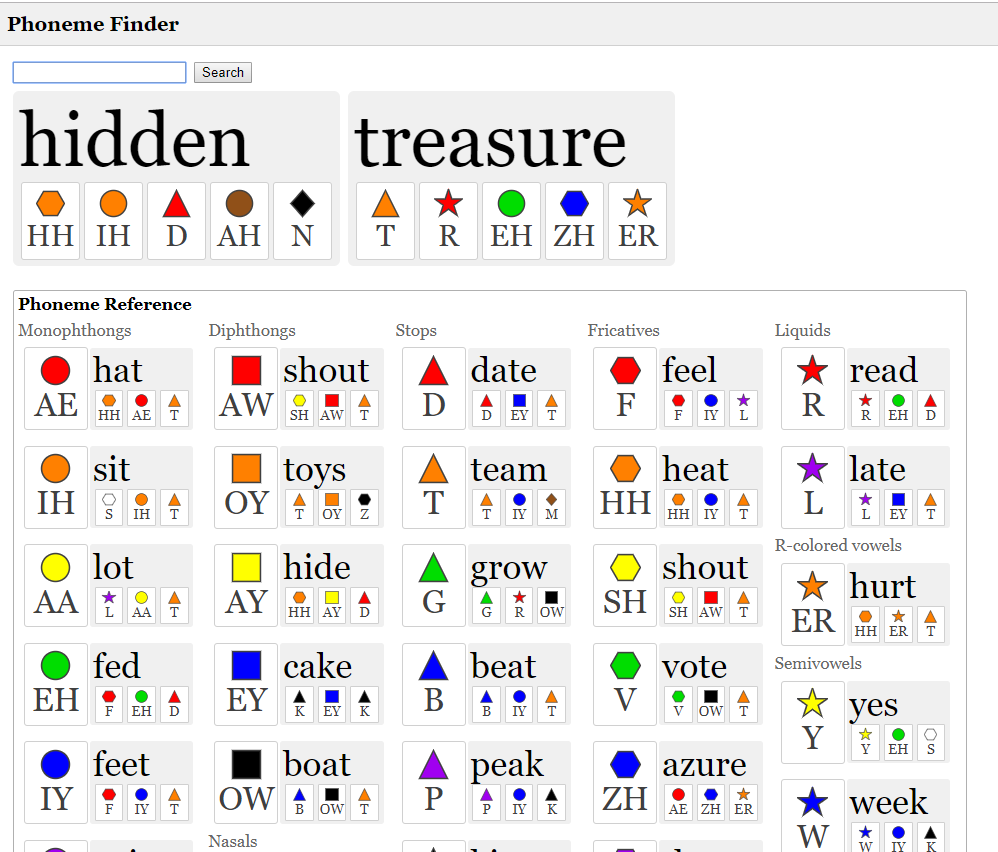 Phoneme Finder
Search
hidden treasure
HH IH D AH N T R EH ZH ER
Phoneme Reference
Monophthongs Diphthongs Stops Fricatives Liquids
hat shout date feel read
AE HH AE T AW SH AW T D D EY T F F IY L R R EH D
sit toys team heat late
IH S IH T OY T OY Z T T IY M HH HH IY T L L EY T
R-colored vowels
lot hide grow shout hurt
AA L AA T AY HH AY D G G R OW SH SH AW T ER HH ER T
Semivowels
fed cake beat vote yes
EH F EH D EY K EY K B B IY T V V OW T Y Y EH S
feet boat peak azure week
IY F IY T OW B OW T P P IY K ZH AE ZH ER W W IY K
Nasals